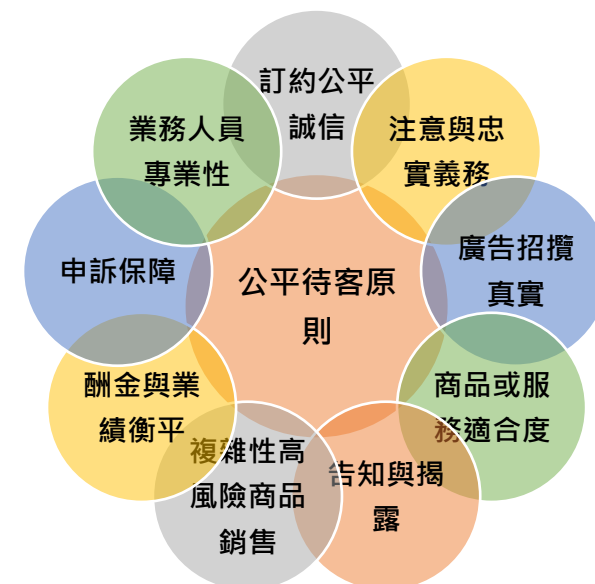 訂約公平
誠信
注意與忠
實義務
廣告招攬
真實
商品或服
務適合度
告知與揭
露
複雜性高
風險商品
銷售
酬金與業
績衡平
申訴保障
業務人員
專業性
公平待客原
則